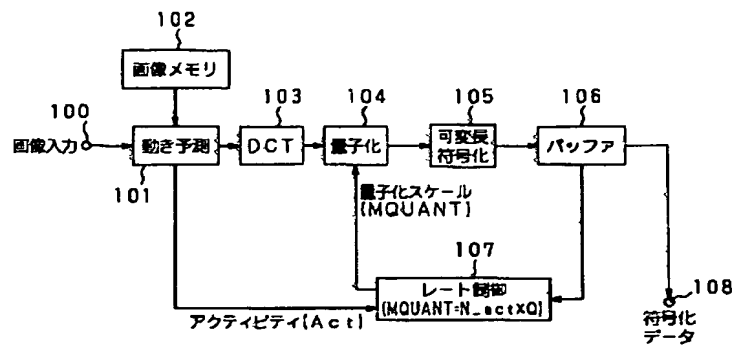 102
画像メモリ
100
103
104
105
106
画像入力
動き予測
DCT
量子化
可変長
符号化
バッファ
101
量子化スケール
(MQUANT)
107
レート制御
(MQUANT=N_act×Q)
アクティビティ(Act)
108
符号化
データ